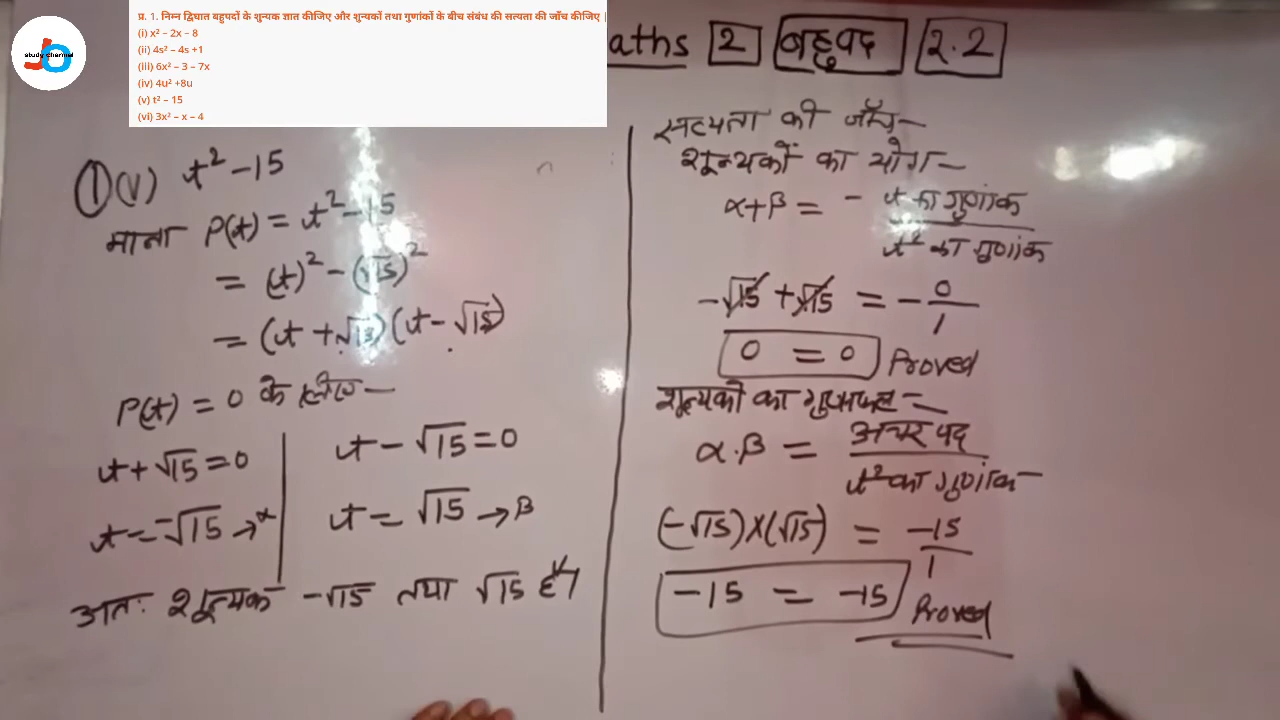 study channel
प्र. 1. निम्न द्विघात बहुपदों के शुन्यक ज्ञात कीजिए और शुन्यकों तथा गुणांकों के बीच संबंध की सत्यता की जाँच कीजिए |
(i) x² – 2x – 8
(ii) 4s² – 4s +1
(iii) 6x² – 3 – 7x
(iv) 4u² +8u
(v) t² – 15
(vi) 3x² – x – 4
aths 2 बहुपद 2.2
①(v) t² – 15
माना P(t) = t² – 15
= (t)² – (√15)²
= (t + √15)(t – √15)
P(t) = 0 के लिए –
t + √15 = 0
t = –√15 → α
t – √15 = 0
t = √15 → β
अतः शून्यक –√15 तथा √15 है।
सत्यता की जाँच –
शून्यकों का योग –
α+β = – t का गुणांक / t² का गुणांक
–√15 + √15 = – 0/1
0 = 0 Proved
शून्यकों का गुणनफल =
α.β = अचर पद / t² का गुणांक
(–√15)×(√15) = –15/1
–15 = –15 Proved